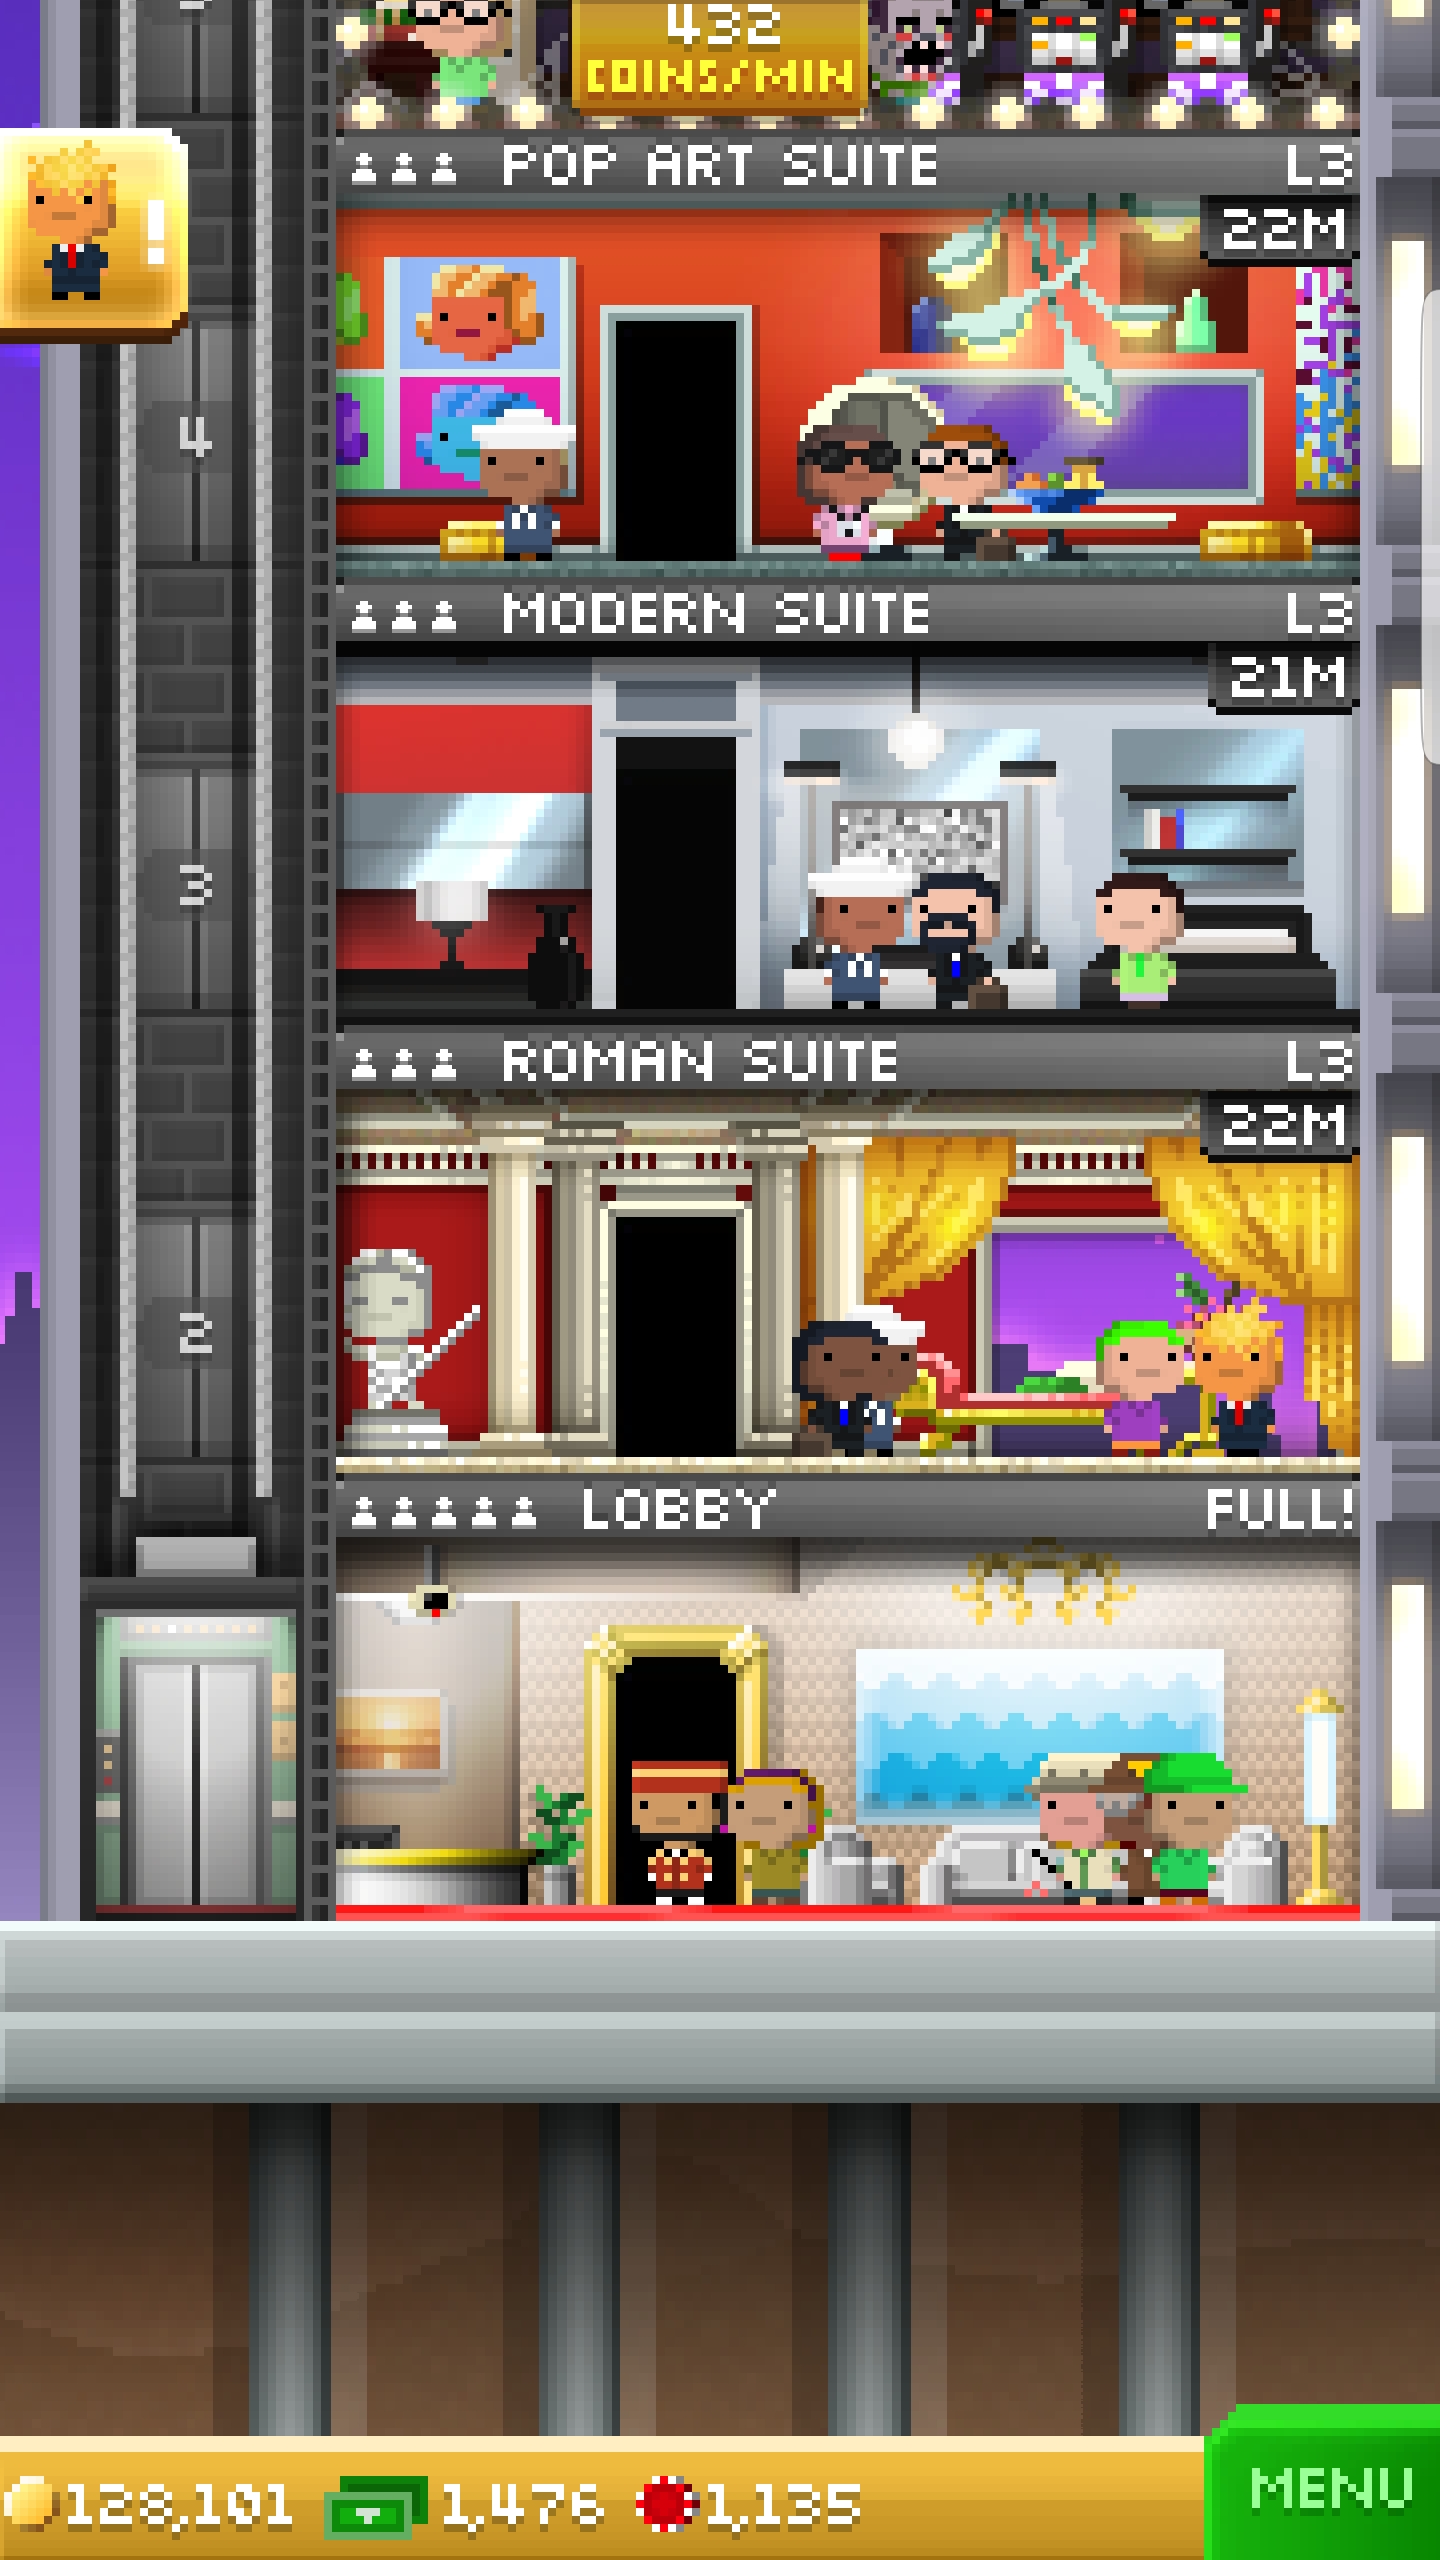 432
COINS/MIN
POP ART SUITE L3
22M
!
4
MODERN SUITE L3
21M
3
ROMAN SUITE L3
22M
2
LOBBY FULL!
128,101 1,476 1,135 MENU